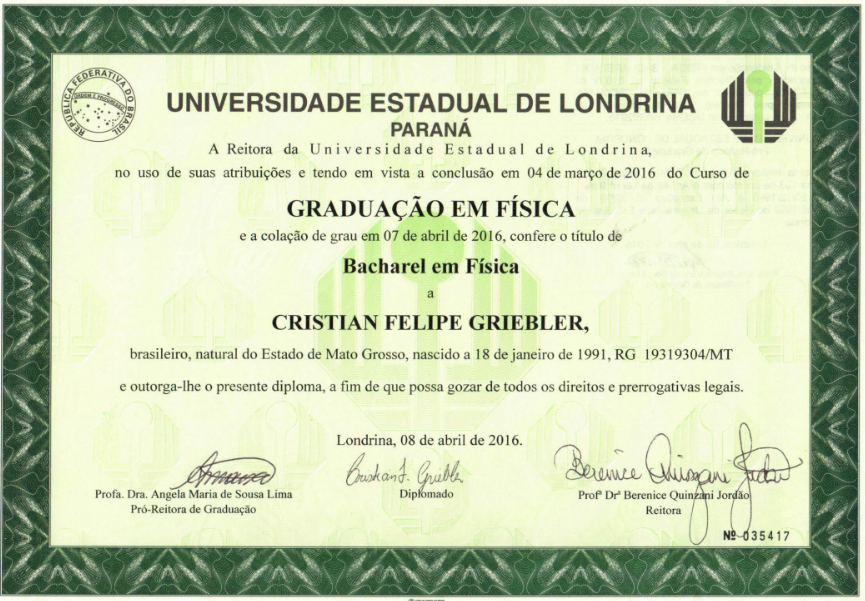 REPÚBLICA FEDERATIVA DO BRASIL
ORDEM E PROGRESSO
UNIVERSIDADE ESTADUAL DE LONDRINA
PARANÁ
A Reitora da Universidade Estadual de Londrina,
no uso de suas atribuições e tendo em vista a conclusão em 04 de março de 2016 do Curso de
GRADUAÇÃO EM FÍSICA
e a colação de grau em 07 de abril de 2016, confere o título de
Bacharel em Física
a
CRISTIAN FELIPE GRIEBLER,
brasileiro, natural do Estado de Mato Grosso, nascido a 18 de janeiro de 1991, RG 19319304/MT
e outorga-lhe o presente diploma, a fim de que possa gozar de todos os direitos e prerrogativas legais.
Londrina, 08 de abril de 2016.
Cristian F. Griebler
Berenice Quinzani Jordão
Profa. Dra. Angela Maria de Sousa Lima
Diplomado
Profª Drª Berenice Quinzani Jordão
Pró-Reitora de Graduação
Reitora
Nº 035417